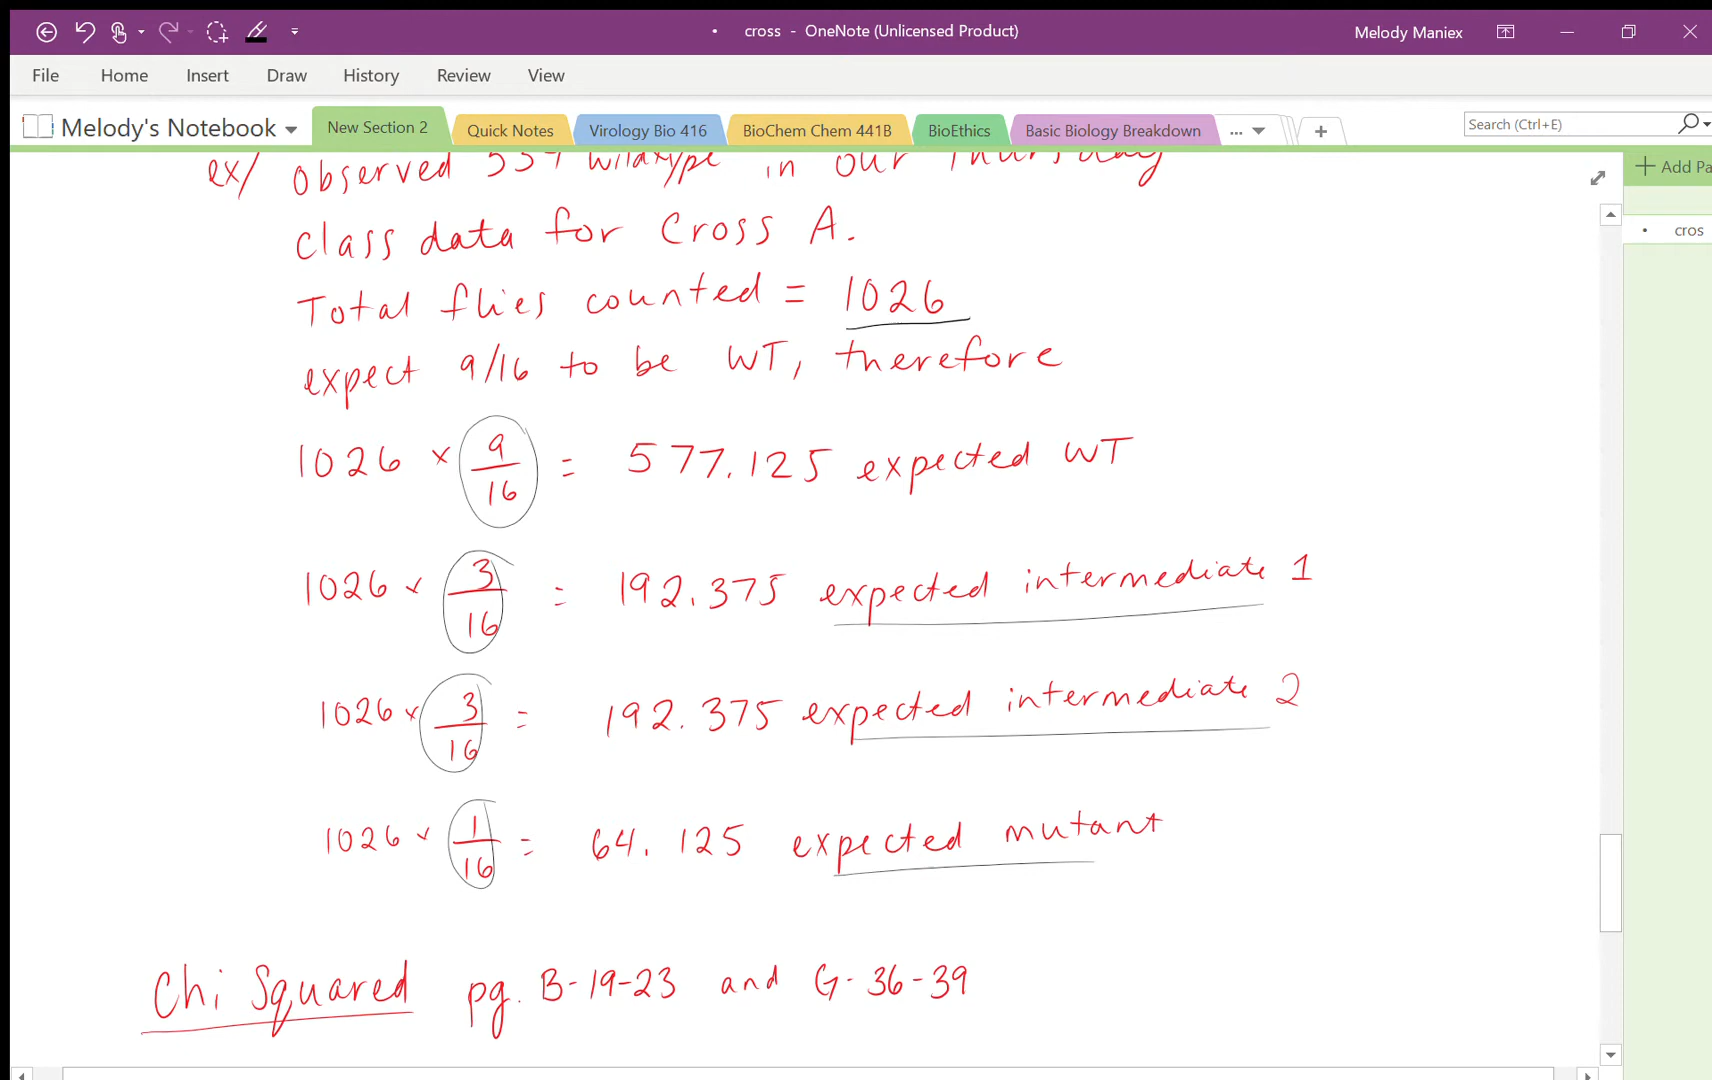 cross - OneNote (Unlicensed Product)
Melody Maniex
File Home Insert Draw History Review View
Melody's Notebook
New Section 2
Quick Notes
Virology Bio 416
BioChem Chem 441B
BioEthics
Basic Biology Breakdown
...
Search (Ctrl+E)
Add Pa
cros
ex/ observed wildtype in our Thursday
class data for Cross A.
Total flies counted = 1026
expect 9/16 to be WT, therefore
1026 × 9/16 = 577.125 expected WT
1026 × 3/16 = 192.375 expected intermediate 1
1026 × 3/16 = 192.375 expected intermediate 2
1026 × 1/16 = 64.125 expected mutant
Chi Squared pg. B-19-23 and G-36-39